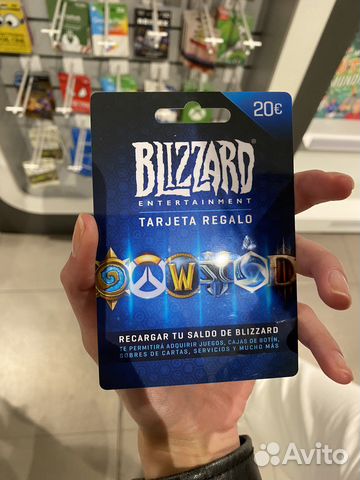 20€
BLIZZARD®
ENTERTAINMENT
TARJETA REGALO
W
RECARGAR TU SALDO DE BLIZZARD
TE PERMITIRÁ ADQUIRIR JUEGOS, CAJAS DE BOTÍN,
SOBRES DE CARTAS, SERVICIOS Y MUCHO MÁS
Avito